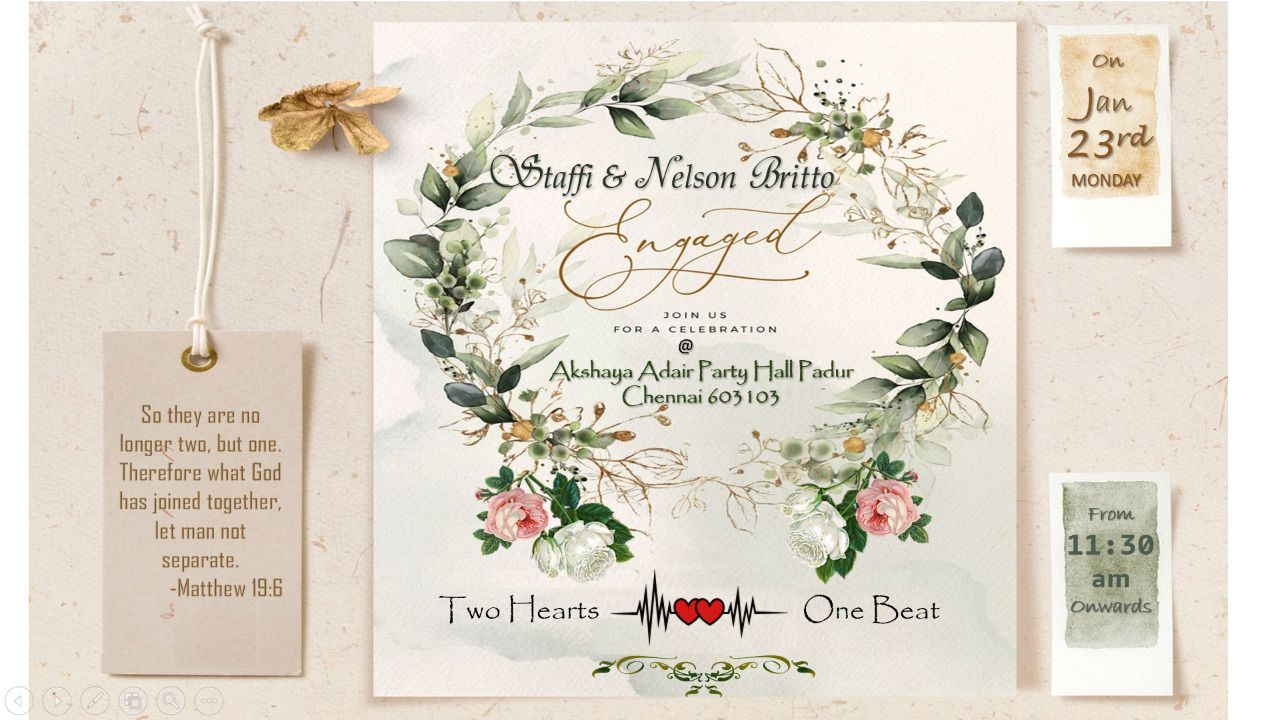 Staffi & Nelson Britto
Engaged
JOIN US
FOR A CELEBRATION
@
Akshaya Adair Party Hall Padur
Chennai 603103
Two Hearts
One Beat
So they are no
longer two, but one.
Therefore what God
has joined together,
let man not
separate.
-Matthew 19:6
On
Jan
23rd
MONDAY
From
11:30
am
Onwards